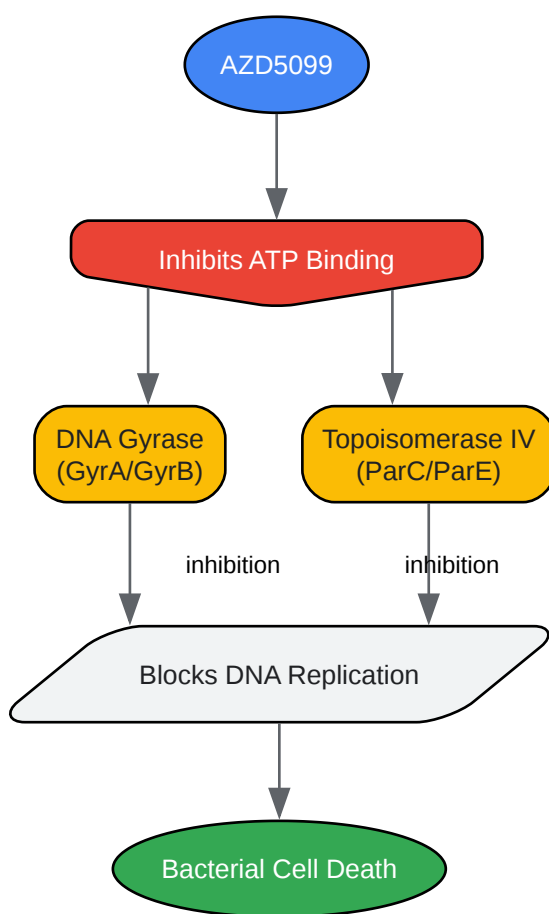 AZD5099
Inhibits ATP Binding
DNA Gyrase
(GyrA/GyrB)
Topoisomerase IV
(ParC/ParE)
inhibition
inhibition
Blocks DNA Replication
Bacterial Cell Death